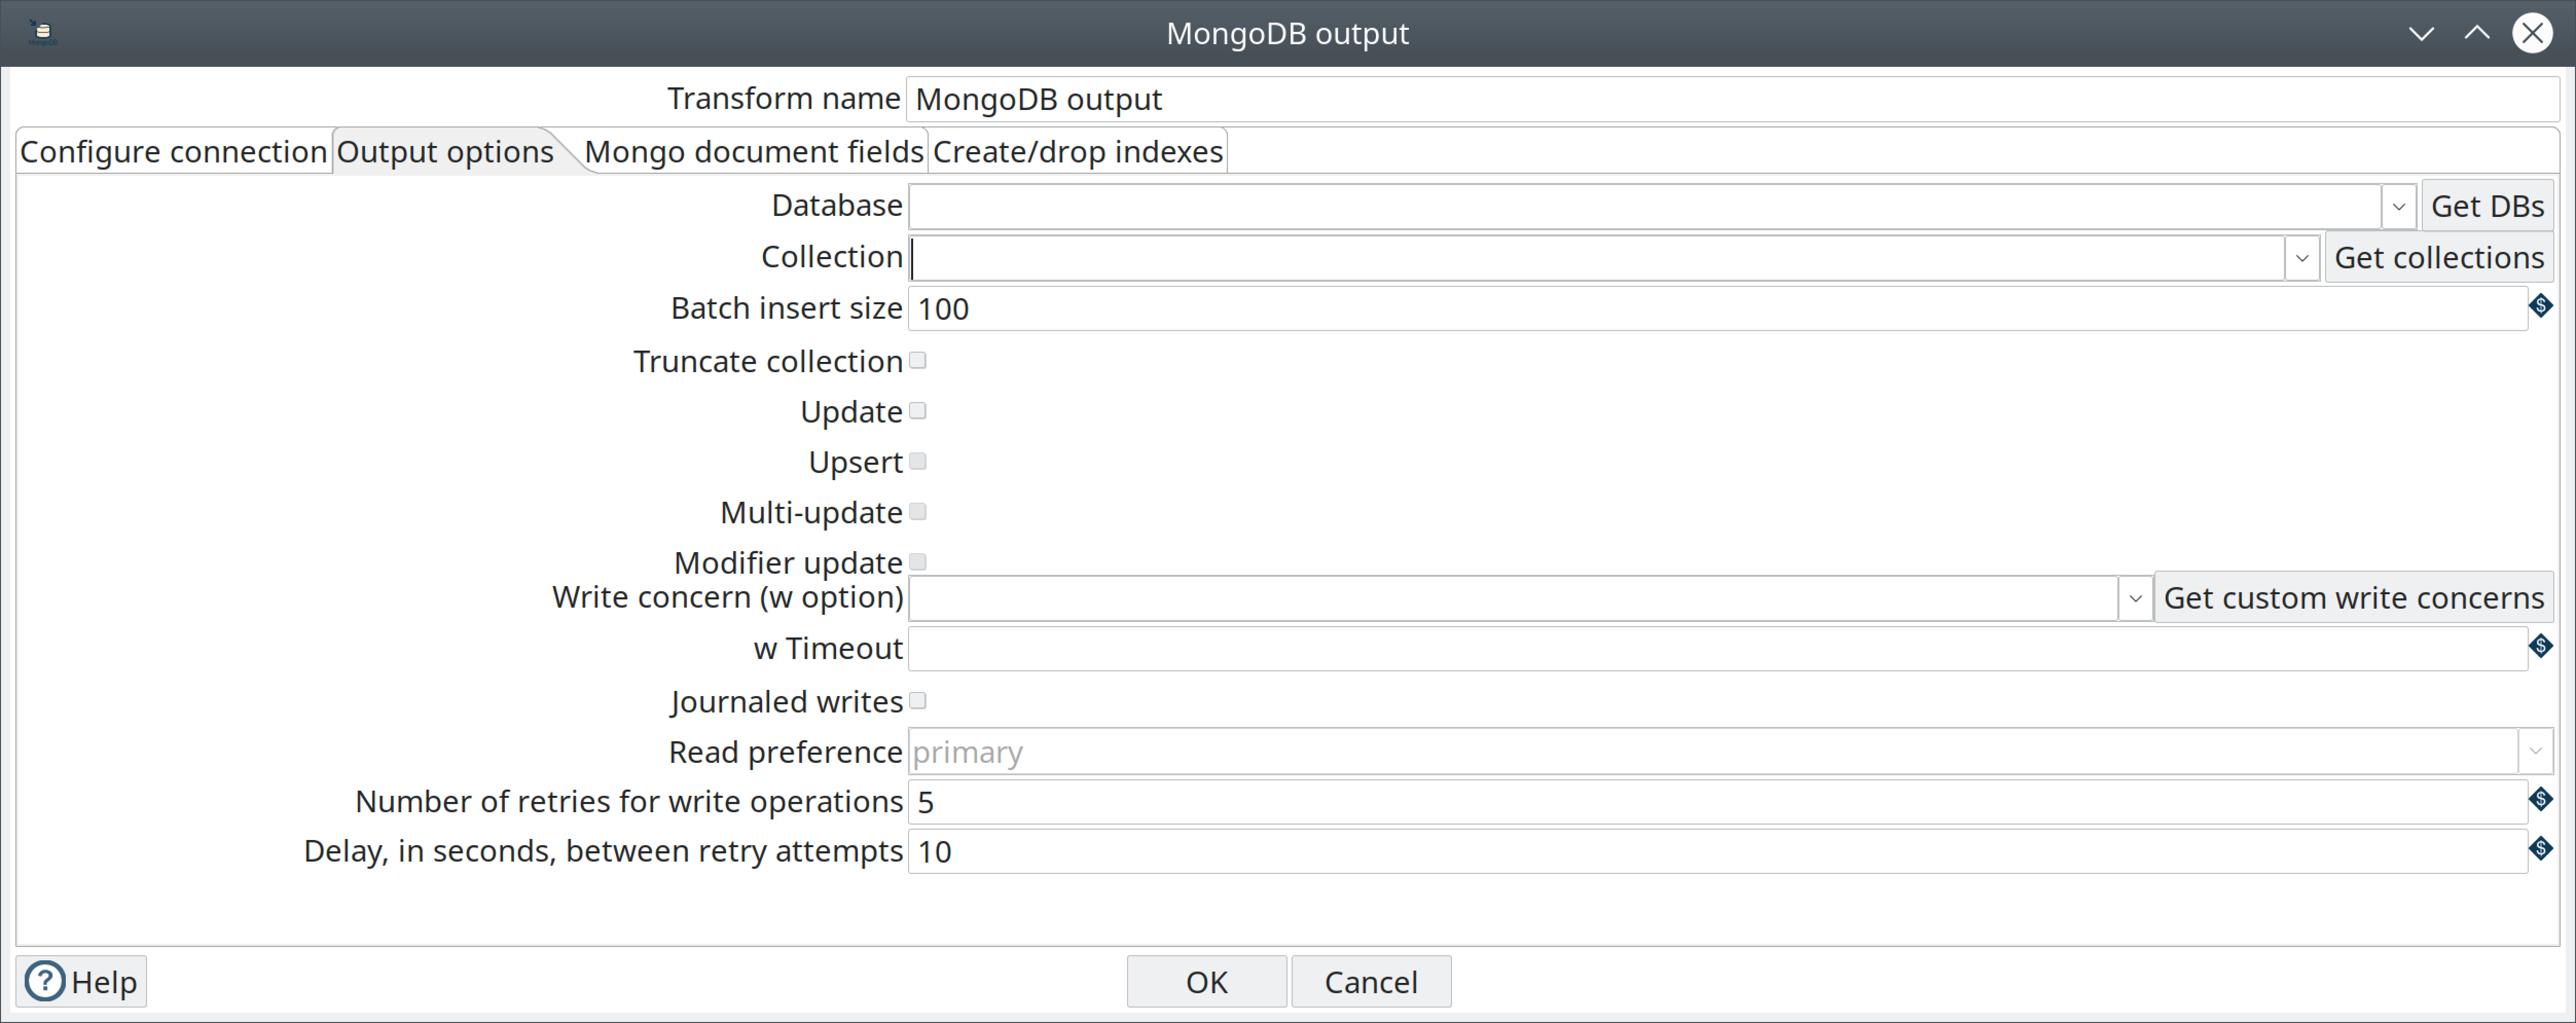 MongoDB output
Transform name MongoDB output
Configure connection Output options Mongo document fields Create/drop indexes
Database Get DBs
Collection Get collections
Batch insert size 100
Truncate collection
Update
Upsert
Multi-update
Modifier update
Write concern (w option) Get custom write concerns
w Timeout
Journaled writes
Read preference primary
Number of retries for write operations 5
Delay, in seconds, between retry attempts 10
Help OK Cancel